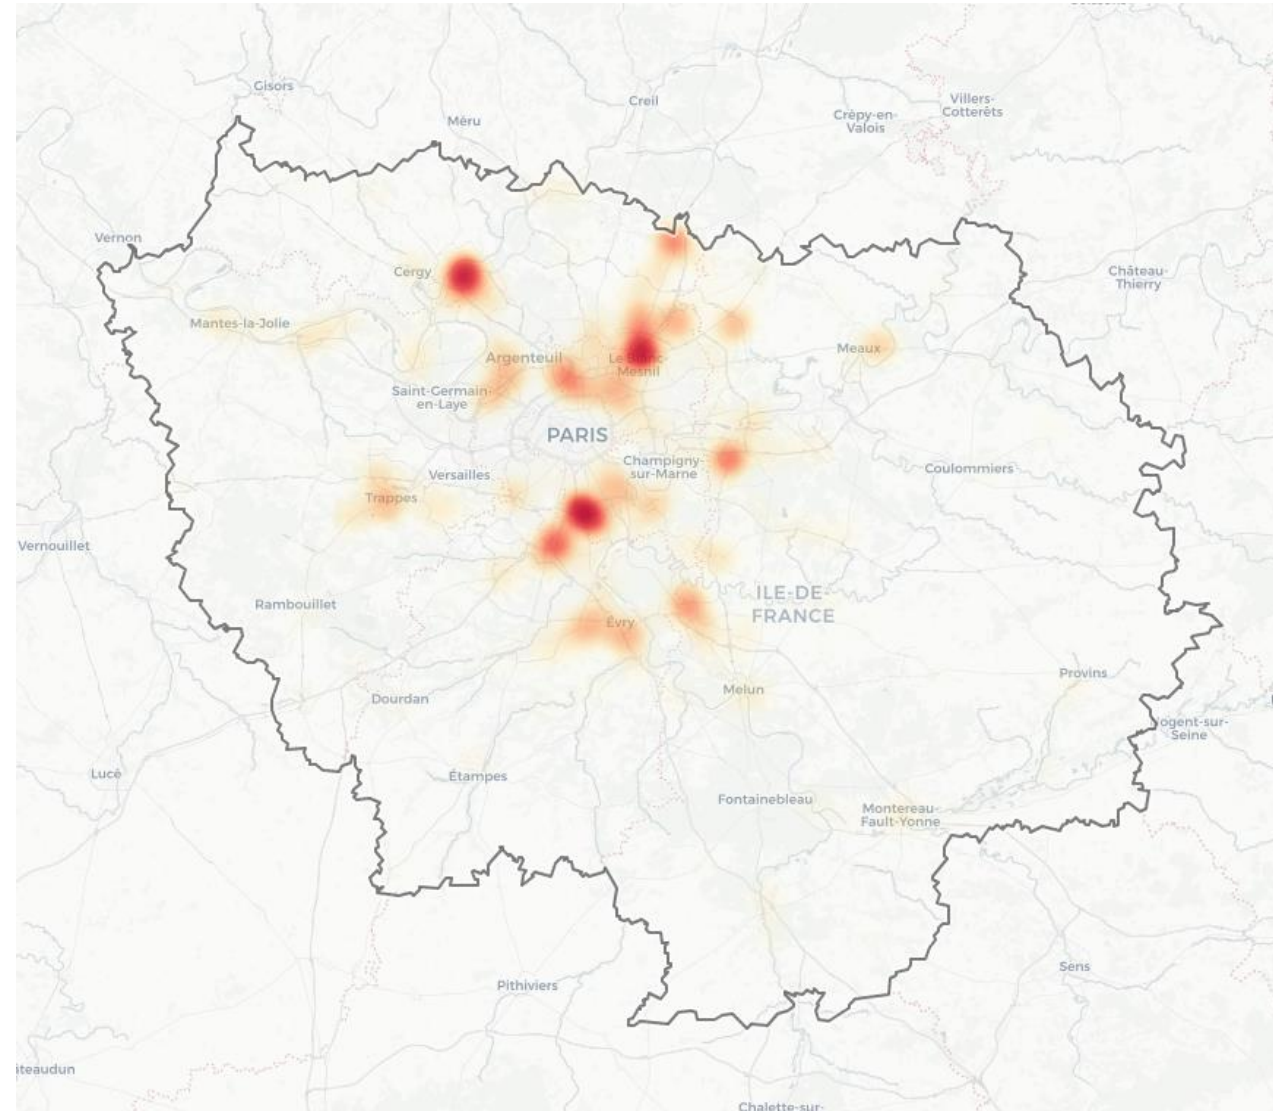 Gisors
Creil
Villers-
Cotterêts
Méru
Crépy-en-
Valois
Vernon
Cergy
Château-
Thierry
Mantes-la-Jolie
Argenteuil
Le Blanc-
Mesnil
Meaux
Saint-Germain-
en-Laye
PARIS
Versailles
Champigny-
sur-Marne
Coulommiers
Trappes
Vernouillet
Rambouillet
ILE-DE-
FRANCE
Évry
Dourdan
Melun
Provins
Nogent-sur-
Seine
Lucé
Étampes
Fontainebleau
Montereau-
Fault-Yonne
Sens
Pithiviers
âteaudun
Chalette-sur-